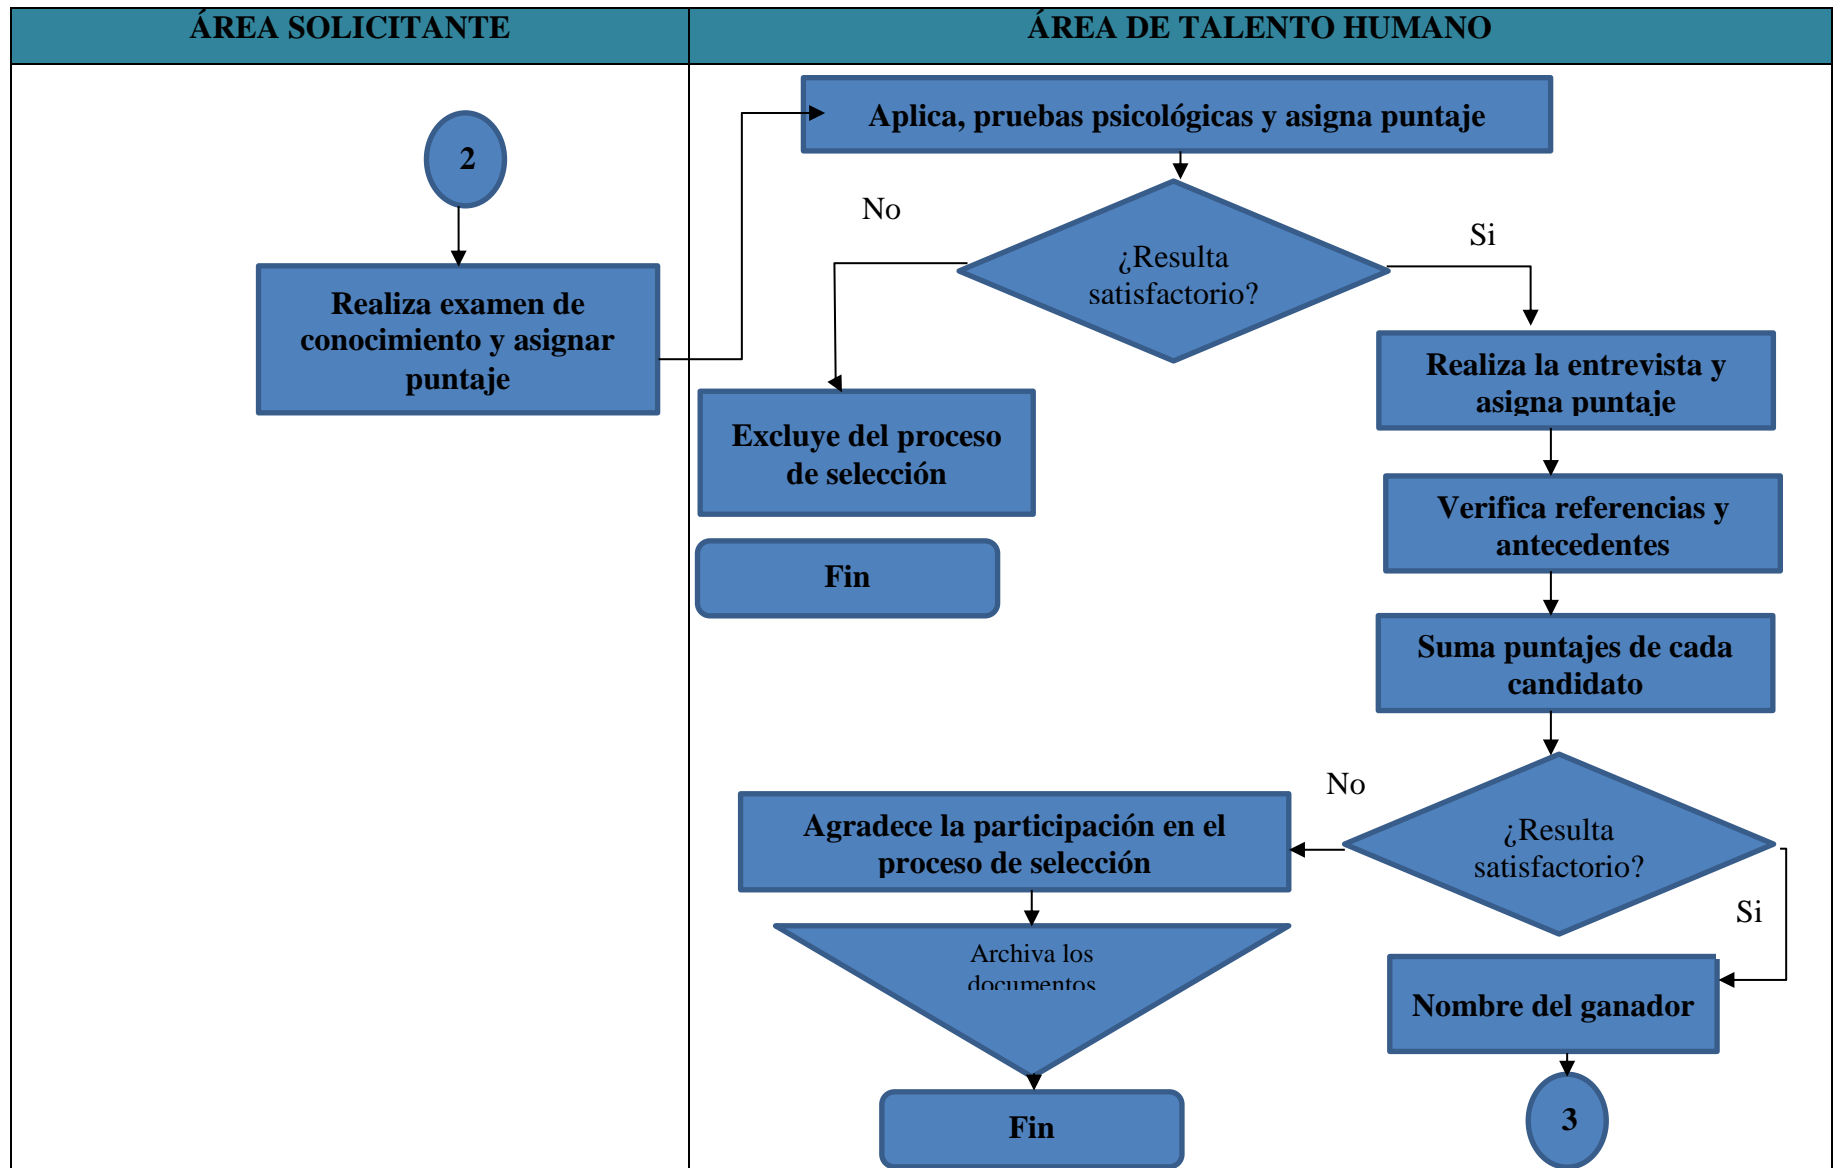 ÁREA SOLICITANTE
ÁREA DE TALENTO HUMANO
2
Realiza examen de
conocimiento y asignar
puntaje
Aplica, pruebas psicológicas y asigna puntaje
¿Resulta
satisfactorio?
No
Si
Excluye del proceso
de selección
Fin
Realiza la entrevista y
asigna puntaje
Verifica referencias y
antecedentes
Suma puntajes de cada
candidato
¿Resulta
satisfactorio?
No
Si
Agradece la participación en el
proceso de selección
Archiva los
documentos
Fin
Nombre del ganador
3